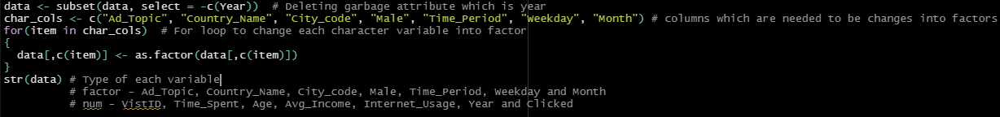 data <- subset(data, select = -c(Year))  # Deleting garbage attribute which is year
char_cols <- c("Ad_Topic", "Country_Name", "City_code", "Male", "Time_Period", "Weekday", "Month") # columns which are needed to be changes into factors
for(item in char_cols)  # For loop to change each character variable into factor
{
  data[,c(item)] <- as.factor(data[,c(item)])
}
str(data) # Type of each variable
          # factor - Ad_Topic, Country_Name, City_code, Male, Time_Period, Weekday and Month
          # num - VistID, Time_Spent, Age, Avg_Income, Internet_Usage, Year and Clicked